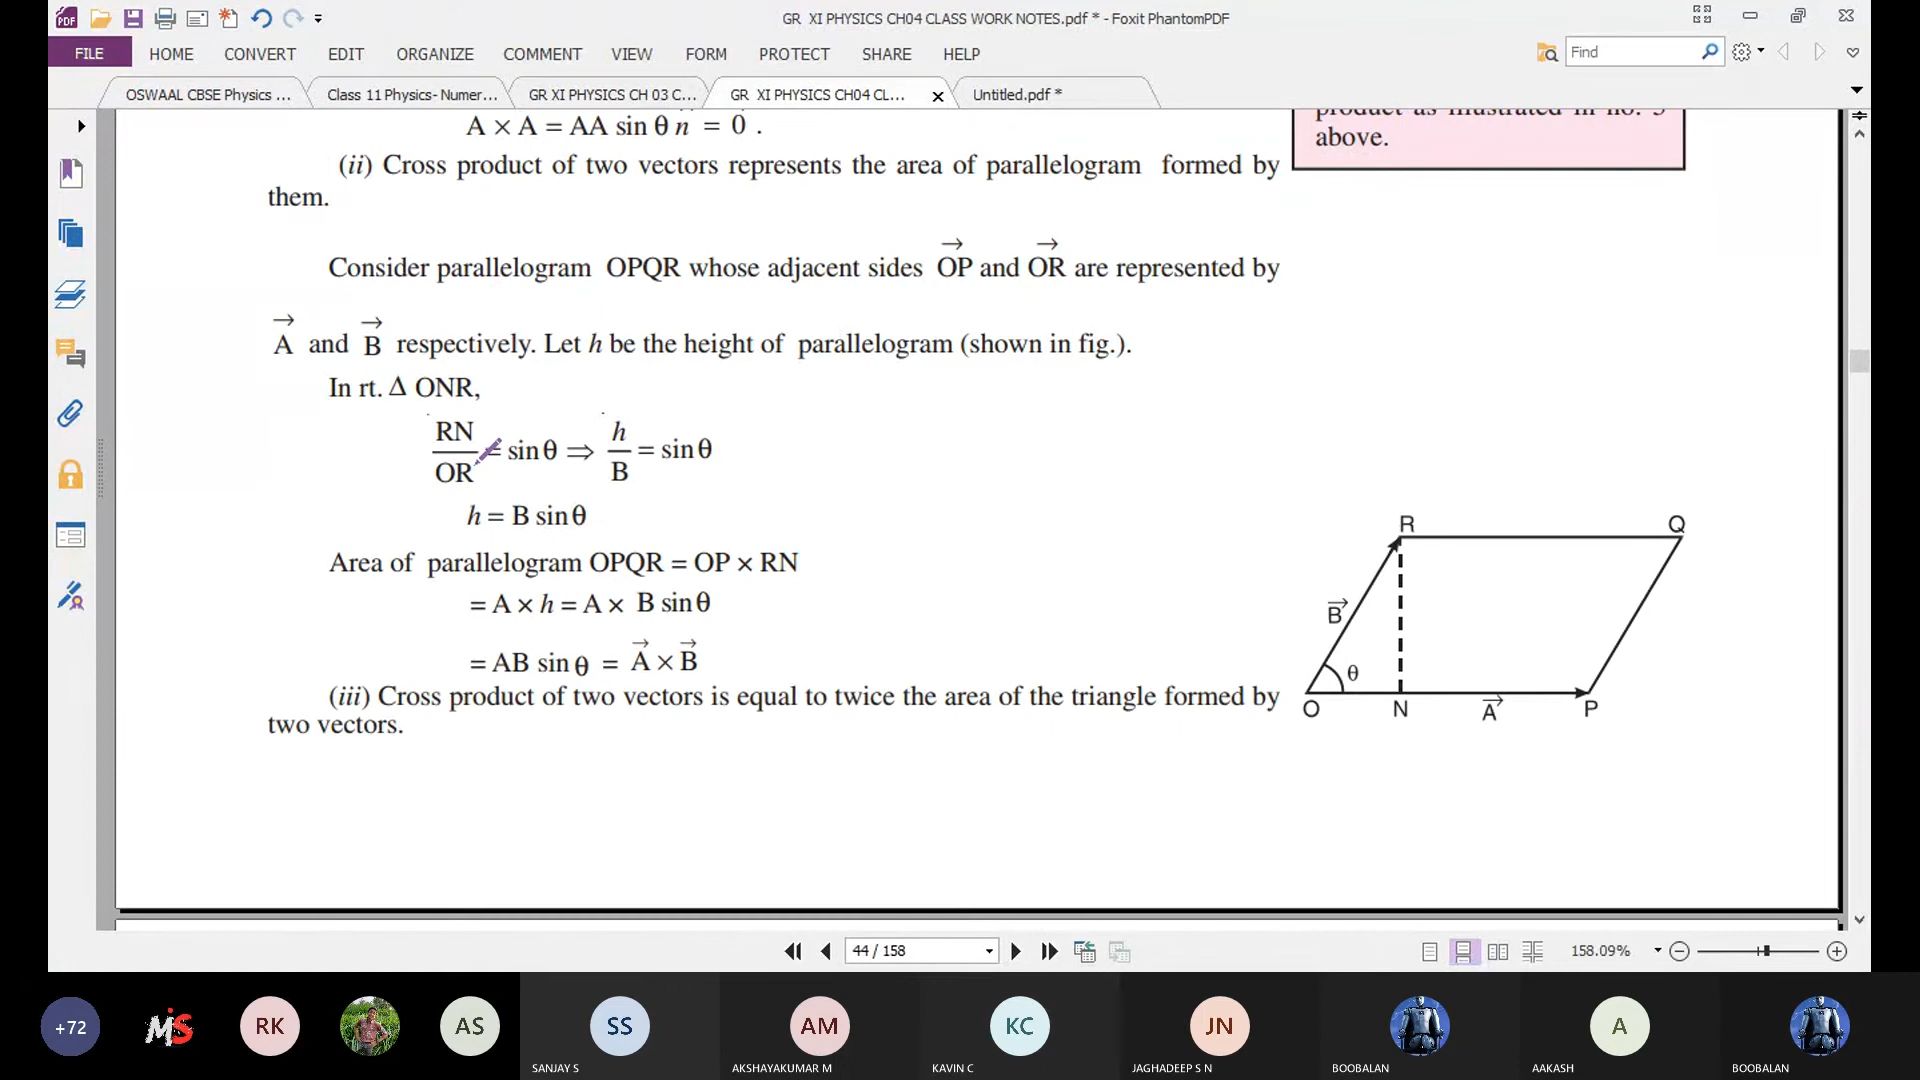 GR XI PHYSICS CH04 CLASS WORK NOTES.pdf * - Foxit PhantomPDF
FILE HOME CONVERT EDIT ORGANIZE COMMENT VIEW FORM PROTECT SHARE HELP
Find
OSWAAL CBSE Physics ... Class 11 Physics- Numer... GR XI PHYSICS CH 03 C... GR XI PHYSICS CH04 CL... Untitled.pdf *
A × A = AA sin θ n = 0 .
product as illustrated in no. 5
above.
(ii) Cross product of two vectors represents the area of parallelogram formed by
them.
Consider parallelogram OPQR whose adjacent sides OP→ and OR→ are represented by
A→ and B→ respectively. Let h be the height of parallelogram (shown in fig.).
In rt. Δ ONR,
RN/OR = sin θ ⇒ h/B = sin θ
h = B sin θ
Area of parallelogram OPQR = OP × RN
= A × h = A × B sin θ
= AB sin θ = A→ × B→
(iii) Cross product of two vectors is equal to twice the area of the triangle formed by
two vectors.
R Q
B→
θ
O N A→ P
44 / 158
158.09%
+72 MS RK AS SS AM KC JN A
SANJAY S AKSHAYAKUMAR M KAVIN C JAGHADEEP S N BOOBALAN AAKASH BOOBALAN